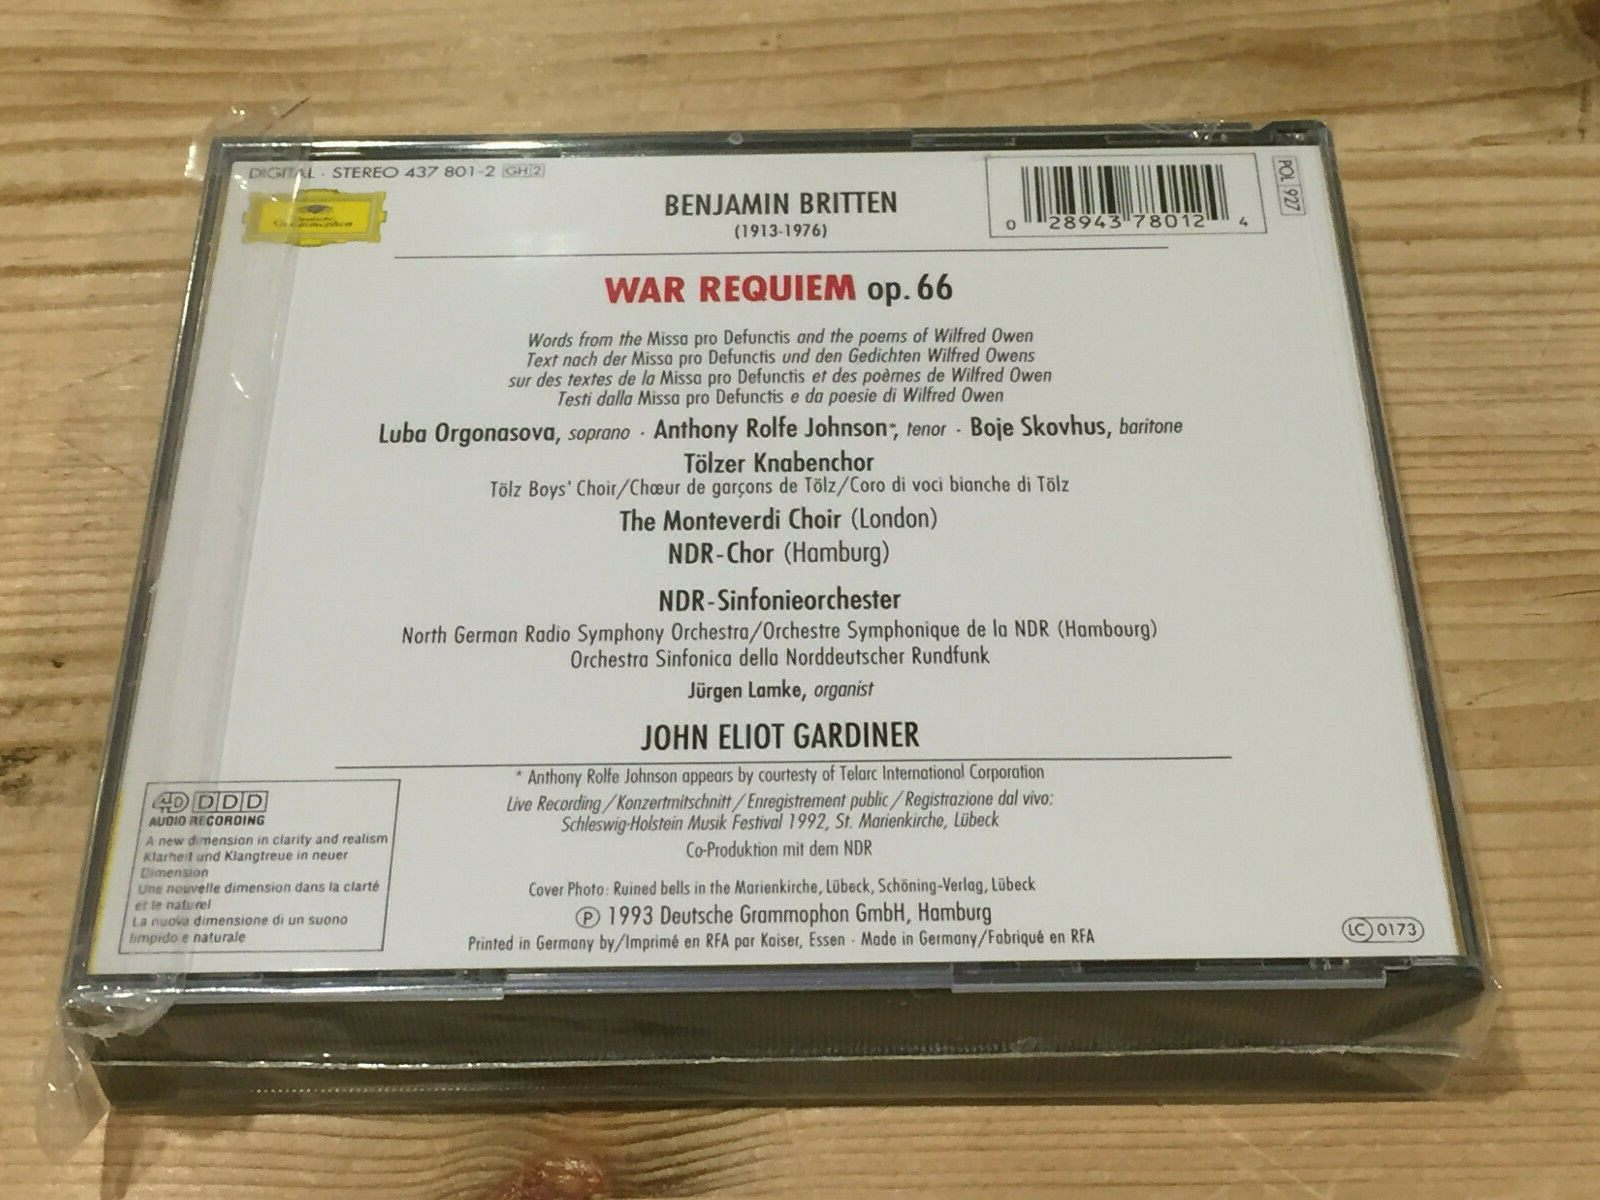 DIGITAL · STEREO 437 801-2 GH 2
Deutsche
Grammophon
BENJAMIN BRITTEN
(1913-1976)
0 28943 78012 4
POL 927
WAR REQUIEM op. 66
Words from the Missa pro Defunctis and the poems of Wilfred Owen
Text nach der Missa pro Defunctis und den Gedichten Wilfred Owens
sur des textes de la Missa pro Defunctis et des poèmes de Wilfred Owen
Testi dalla Missa pro Defunctis e da poesie di Wilfred Owen
Luba Orgonasova, soprano · Anthony Rolfe Johnson*, tenor · Boje Skovhus, baritone
Tölzer Knabenchor
Tölz Boys' Choir/Chœur de garçons de Tölz/Coro di voci bianche di Tölz
The Monteverdi Choir (London)
NDR-Chor (Hamburg)
NDR-Sinfonieorchester
North German Radio Symphony Orchestra/Orchestre Symphonique de la NDR (Hambourg)
Orchestra Sinfonica della Norddeutscher Rundfunk
Jürgen Lamke, organist
JOHN ELIOT GARDINER
* Anthony Rolfe Johnson appears by courtesty of Telarc International Corporation
Live Recording/Konzertmitschnitt/Enregistrement public/Registrazione dal vivo:
Schleswig-Holstein Musik Festival 1992, St. Marienkirche, Lübeck
Co-Produktion mit dem NDR
Cover Photo: Ruined bells in the Marienkirche, Lübeck, Schöning-Verlag, Lübeck
℗ 1993 Deutsche Grammophon GmbH, Hamburg
Printed in Germany by/Imprimé en RFA par Kaiser, Essen · Made in Germany/Fabriqué en RFA
4D DDD
AUDIO RECORDING
A new dimension in clarity and realism
Klarheit und Klangtreue in neuer
Dimension
Une nouvelle dimension dans la clarté
et le naturel
La nuova dimensione di un suono
limpido e naturale
LC 0173